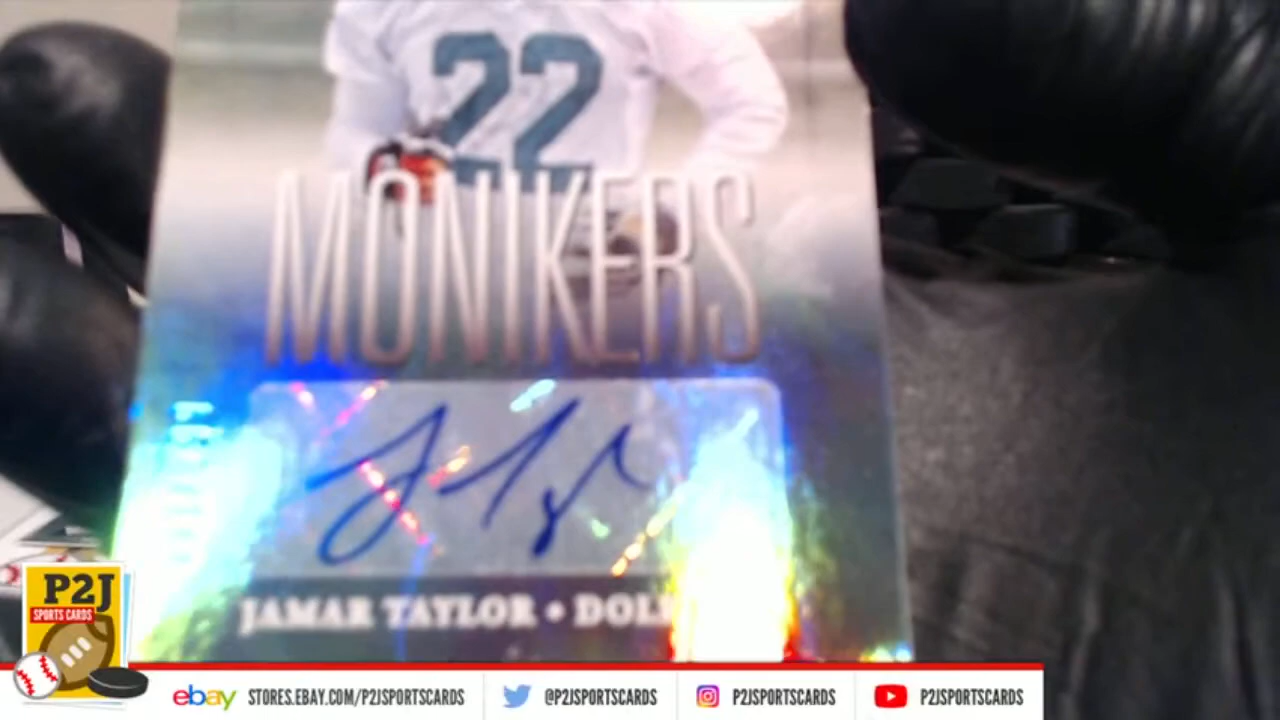 22
MONIKERS
JAMAR TAYLOR • DOL
P2J
SPORTS CARDS
ebay STORES.EBAY.COM/P2JSPORTSCARDS @P2JSPORTSCARDS P2JSPORTSCARDS P2JSPORTSCARDS